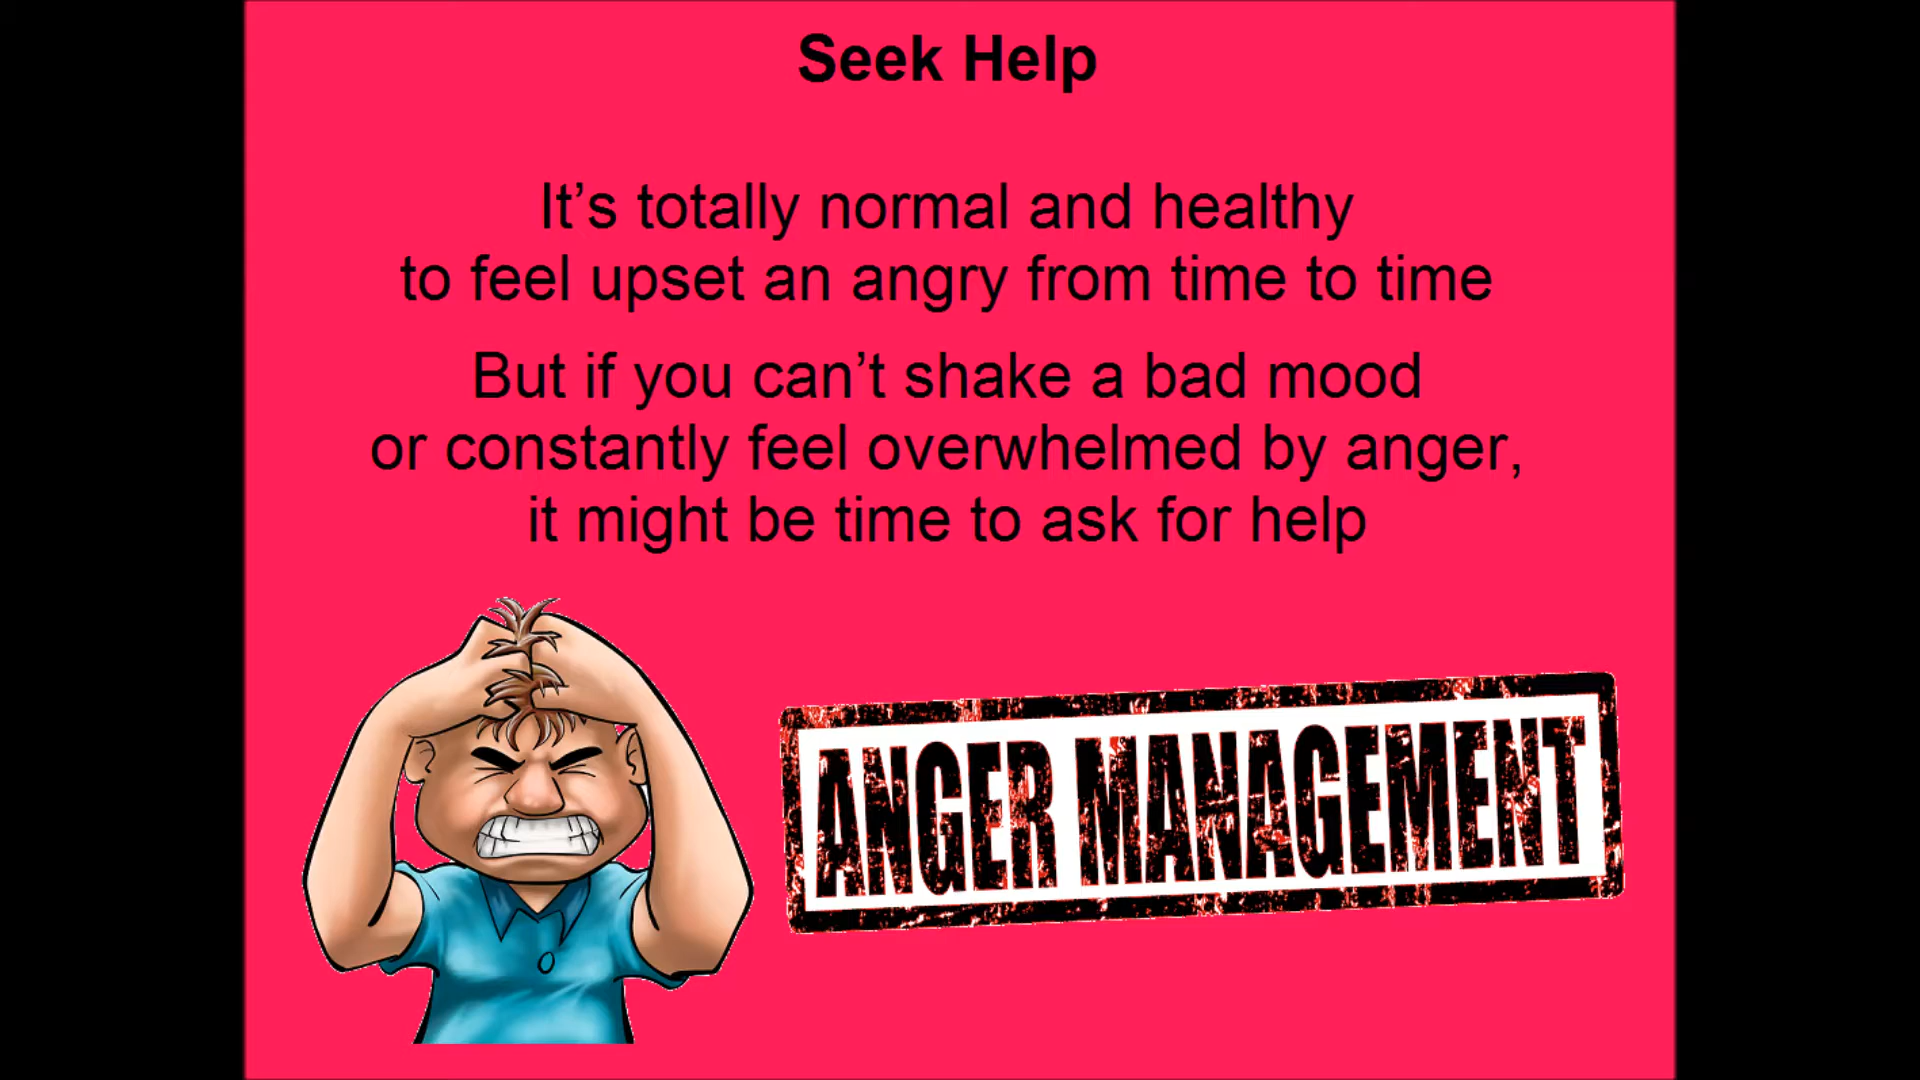 Seek Help
It’s totally normal and healthy
to feel upset an angry from time to time
But if you can’t shake a bad mood
or constantly feel overwhelmed by anger,
it might be time to ask for help
ANGER MANAGEMENT